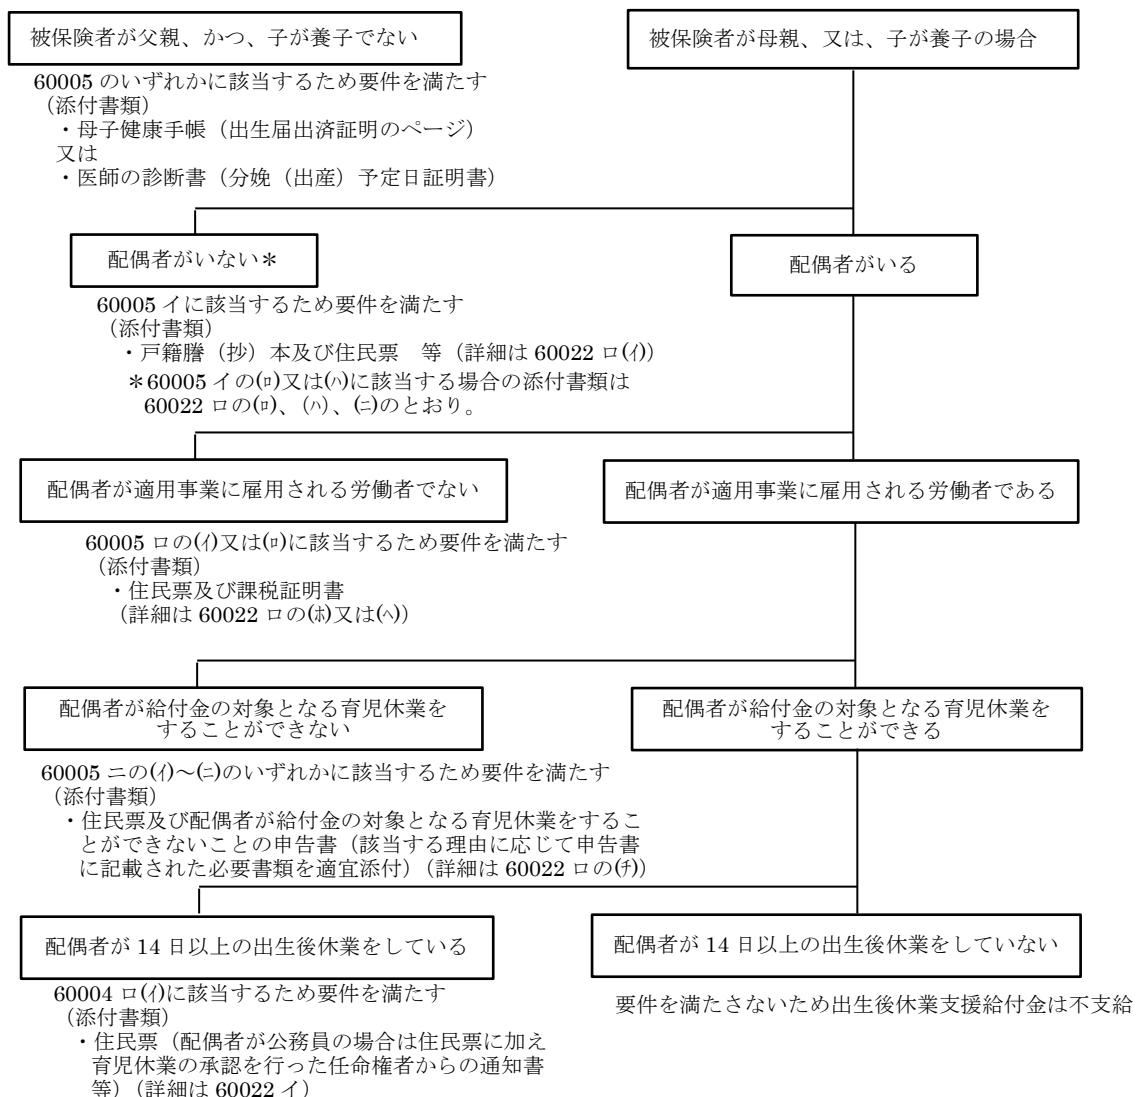 被保険者が父親、かつ、子が養子でない
被保険者が母親、又は、子が養子の場合
60005 のいずれかに該当するため要件を満たす
(添付書類)
・母子健康手帳（出生届出済証明のページ）
又は
・医師の診断書（分娩（出産）予定日証明書）
配偶者がいない＊
配偶者がいる
60005 イに該当するため要件を満たす
（添付書類）
・戸籍謄（抄）本及び住民票　等（詳細は 60022 ロ(ｲ)）
＊60005 イの(ﾛ)又は(ﾊ)に該当する場合の添付書類は
60022 ロの(ﾛ)、(ﾊ)、(ﾆ)のとおり。
配偶者が適用事業に雇用される労働者でない
配偶者が適用事業に雇用される労働者である
60005 ロの(ｲ)又は(ﾛ)に該当するため要件を満たす
（添付書類）
・住民票及び課税証明書
（詳細は 60022 ロの(ﾎ)又は(ﾍ)）
配偶者が給付金の対象となる育児休業を
することができない
配偶者が給付金の対象となる育児休業を
することができる
60005 ニの(ｲ)～(ﾆ)のいずれかに該当するため要件を満たす
（添付書類）
・住民票及び配偶者が給付金の対象となる育児休業をするこ
とができないことの申告書（該当する理由に応じて申告書
に記載された必要書類を適宜添付）（詳細は 60022 ロの(ﾁ)）
配偶者が 14 日以上の出生後休業をしている
配偶者が 14 日以上の出生後休業をしていない
60004 ロ(ｲ)に該当するため要件を満たす
（添付書類）
・住民票（配偶者が公務員の場合は住民票に加え
育児休業の承認を行った任命権者からの通知書
等）（詳細は 60022 イ）
要件を満たさないため出生後休業支援給付金は不支給